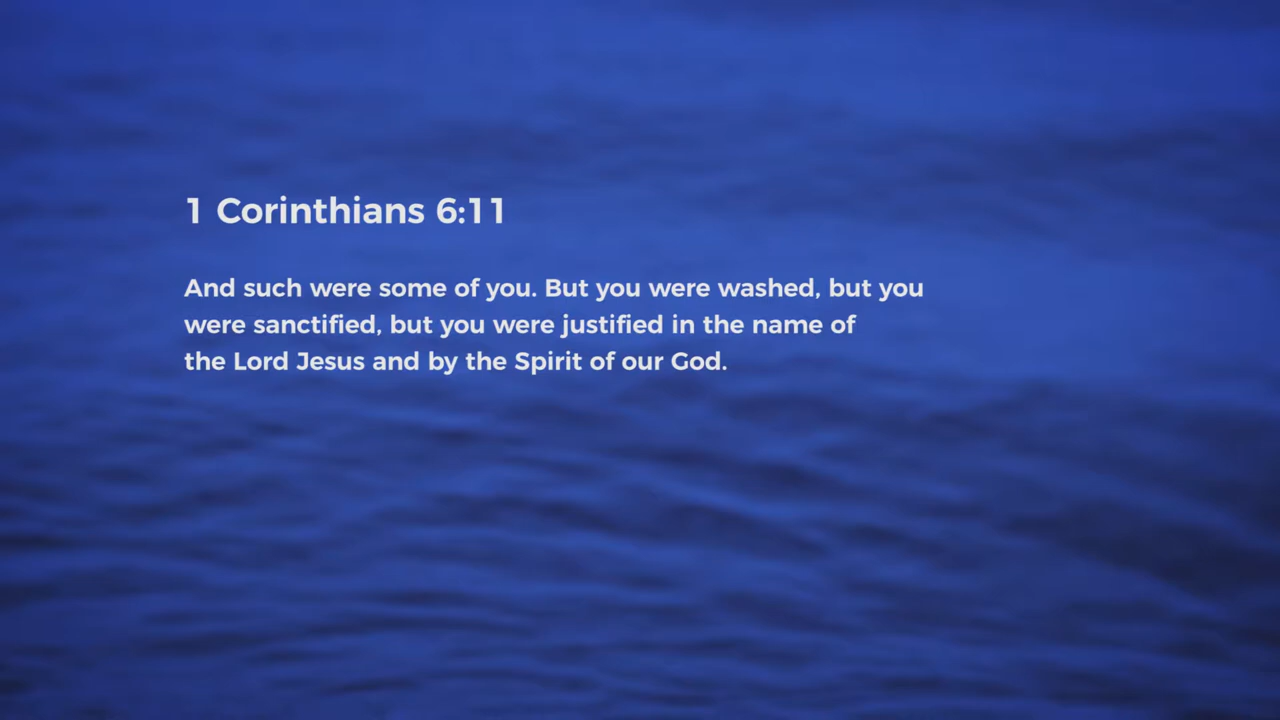 1 Corinthians 6:11
And such were some of you. But you were washed, but you
were sanctified, but you were justified in the name of
the Lord Jesus and by the Spirit of our God.